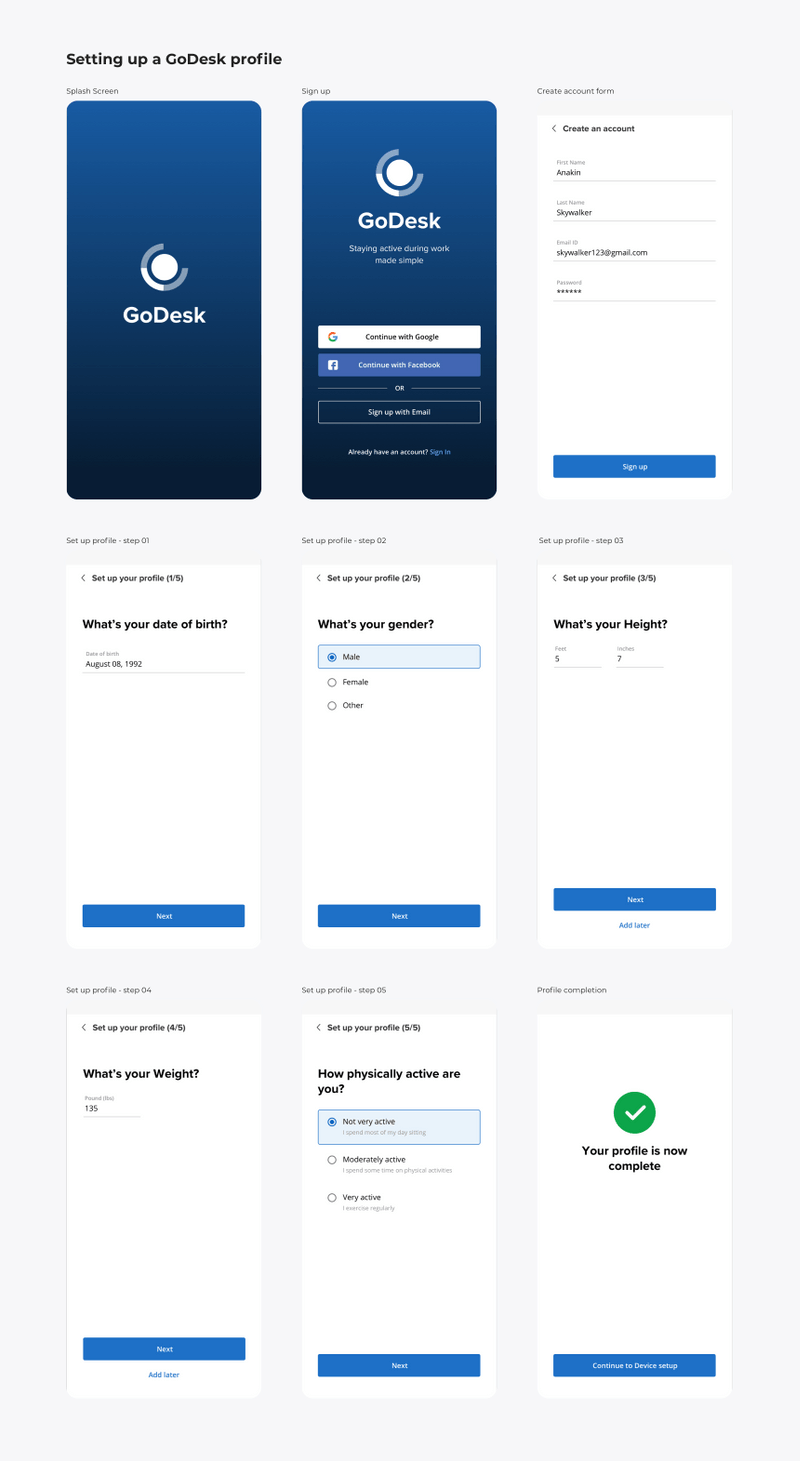 Setting up a GoDesk profile
Splash Screen
GoDesk
Sign up
GoDesk
Staying active during work
made simple
Continue with Google
Continue with Facebook
OR
Sign up with Email
Already have an account? Sign In
Create account form
Create an account
First Name
Anakin
Last Name
Skywalker
Email ID
skywalker123@gmail.com
Password
******
Sign up
Set up profile - step 01
Set up your profile (1/5)
What's your date of birth?
Date of birth
August 08, 1992
Next
Set up profile - step 02
Set up your profile (2/5)
What's your gender?
Male
Female
Other
Next
Set up profile - step 03
Set up your profile (3/5)
What's your Height?
Feet Inches
5 7
Next
Add later
Set up profile - step 04
Set up your profile (4/5)
What's your Weight?
Pound (lbs)
135
Next
Add later
Set up profile - step 05
Set up your profile (5/5)
How physically active are
you?
Not very active
I spend most of my day sitting
Moderately active
I spend some time on physical activities
Very active
I exercise regularly
Next
Profile completion
Your profile is now
complete
Continue to Device setup